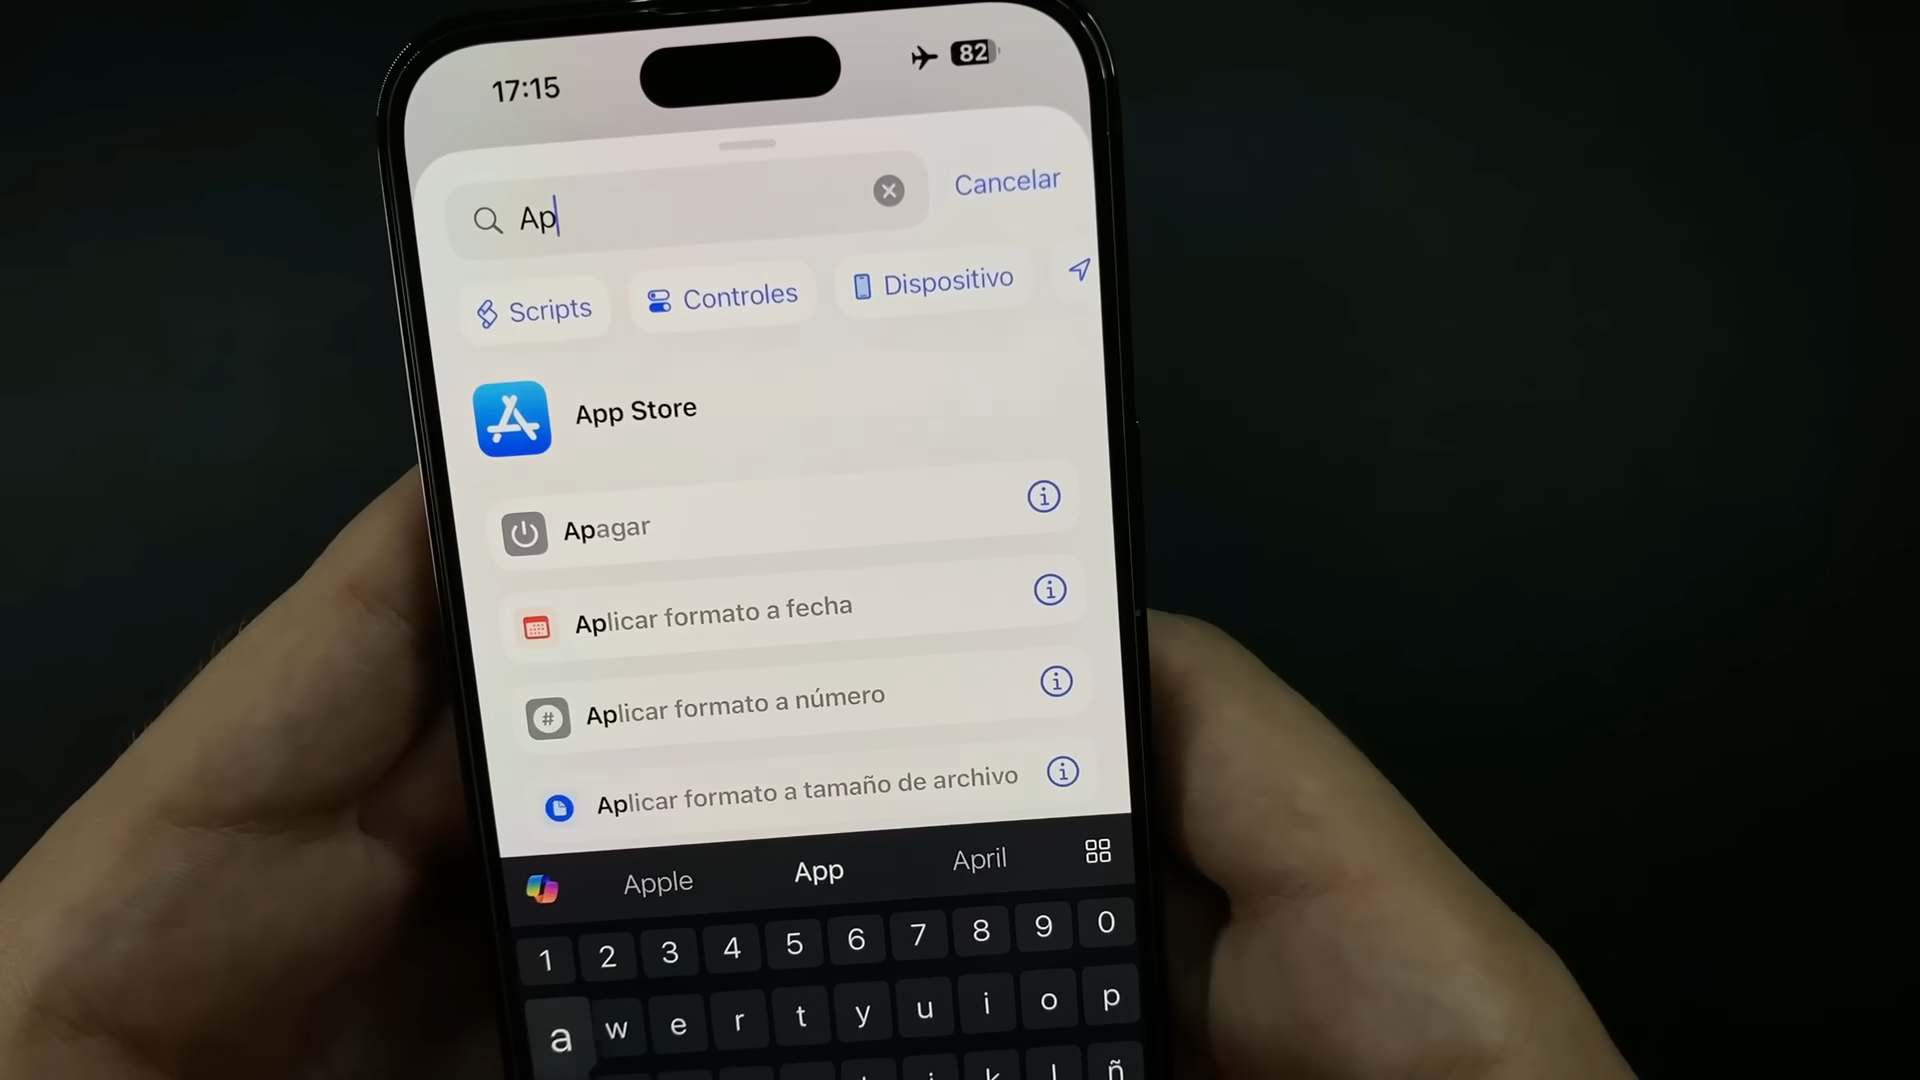 17:15
82
Ap
Cancelar
Scripts
Controles
Dispositivo
App Store
Apagar
Aplicar formato a fecha
Aplicar formato a número
Aplicar formato a tamaño de archivo
Apple
App
April
1 2 3 4 5 6 7 8 9 0
a w e r t y u i o p
ñ